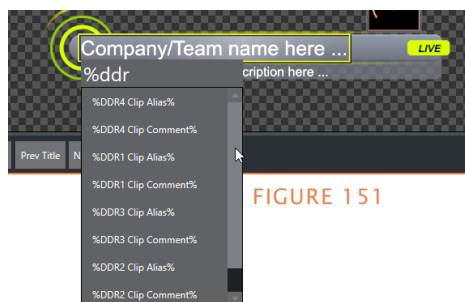 Company/Team name here ...
LIVE
%ddr
cription here ...
%DDR4 Clip Alias%
%DDR4 Clip Comment%
%DDR1 Clip Alias%
%DDR1 Clip Comment%
%DDR3 Clip Alias%
%DDR3 Clip Comment%
%DDR2 Clip Alias%
%DDR2 Clip Comment%
Prev Title
N
FIGURE 151